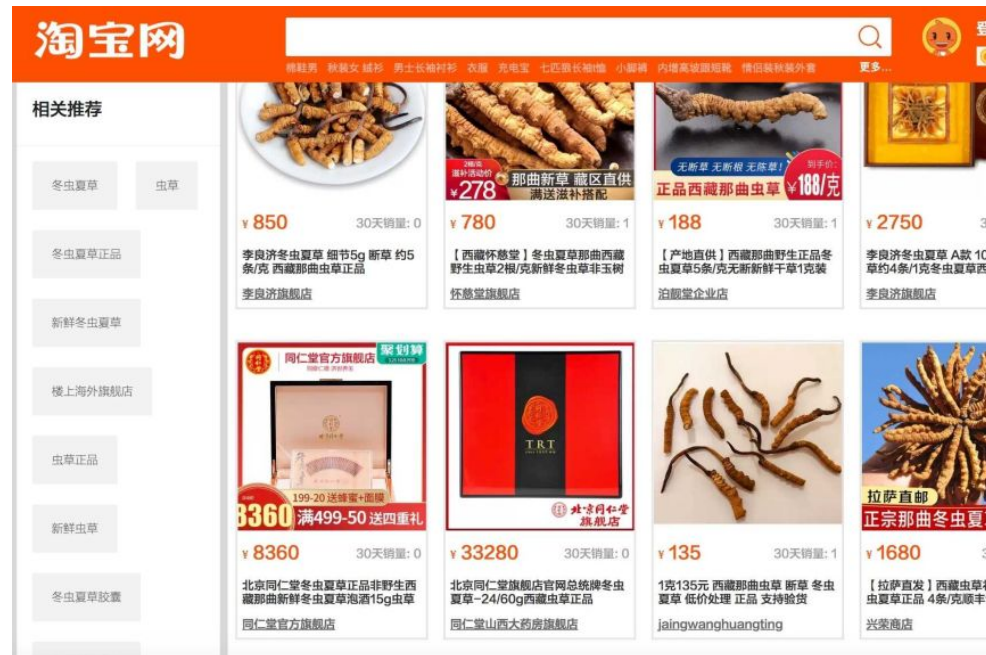 淘宝网
棉鞋男 秋装女 绒衫 男士长袖衬衫 衣服 充电宝 七匹狼长袖t恤 小脚裤 内增高坡跟短靴 情侣装秋装外套 更多...
相关推荐
冬虫夏草
虫草
冬虫夏草正品
新鲜冬虫夏草
楼上海外旗舰店
虫草正品
新鲜虫草
冬虫夏草胶囊
¥ 850 30天销量: 0
李良济冬虫夏草 细节5g 断草 约5
条/克 西藏那曲虫草正品
李良济旗舰店
2根/克
滋补活动价
¥278
那曲新草 藏区直供
满送滋补搭配
¥ 780 30天销量: 1
【西藏怀慈堂】冬虫夏草那曲西藏
野生虫草2根/克新鲜冬虫草非玉树
怀慈堂旗舰店
无断草 无断根 无陈草!
到手价:
正品西藏那曲虫草 ¥188/克
¥ 188 30天销量: 1
【产地直供】西藏那曲野生正品冬
虫夏草5条/克无断新鲜干草1克装
泊靓堂企业店
¥ 2750
李良济冬虫夏草 A款 10
草约4条/1克冬虫夏草西
李良济旗舰店
同仁堂官方旗舰店
聚划算
199-20 送蜂蜜+面膜
8360 满499-50 送四重礼
¥ 8360 30天销量: 0
北京同仁堂冬虫夏草正品非野生西
藏那曲新鲜冬虫夏草泡酒15g虫草
同仁堂官方旗舰店
TRT
北京同仁堂
旗舰店
¥ 33280 30天销量: 0
北京同仁堂旗舰店官网总统牌冬虫
夏草-24/60g西藏虫草正品
同仁堂山西大药房旗舰店
¥ 135 30天销量: 1
1克135元 西藏那曲虫草 断草 冬虫
夏草 低价处理 正品 支持验货
jaingwanghuangting
拉萨直邮
正宗那曲冬虫夏
¥ 1680
【拉萨直发】西藏虫草
虫夏草正品 4条/克顺丰
兴荣商店